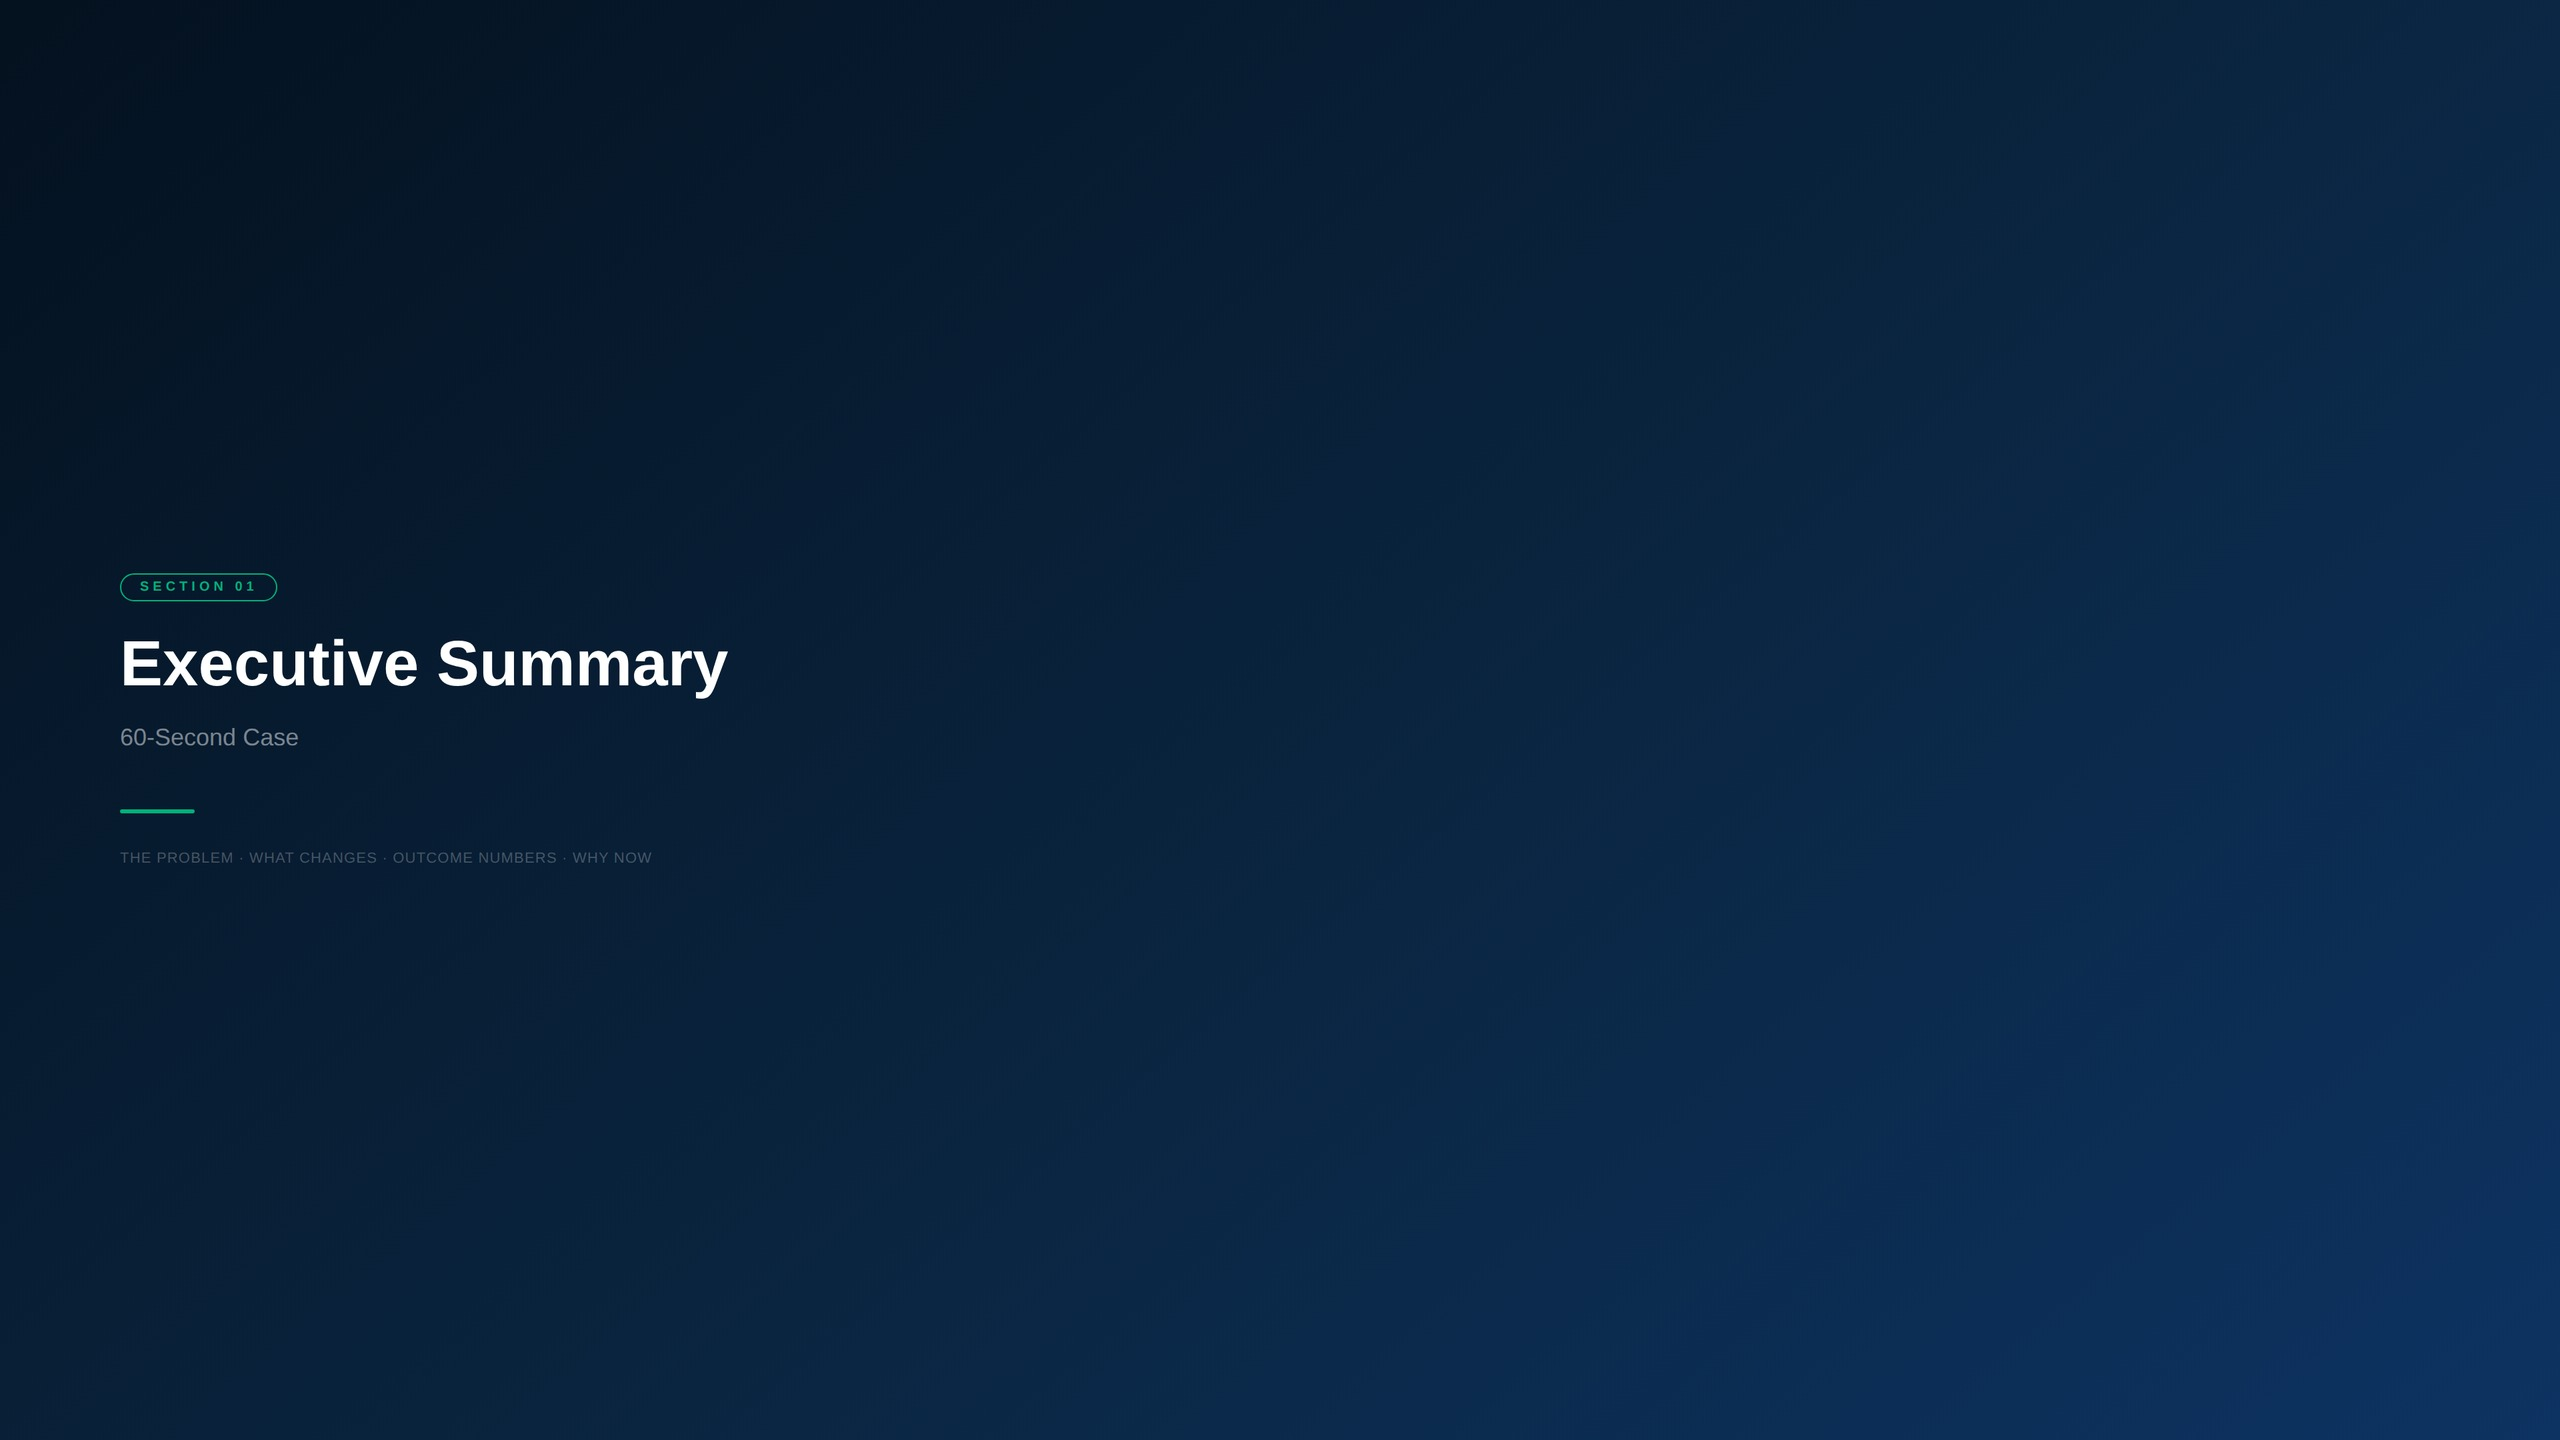 SECTION 01
Executive Summary
60-Second Case
THE PROBLEM · WHAT CHANGES · OUTCOME NUMBERS · WHY NOW